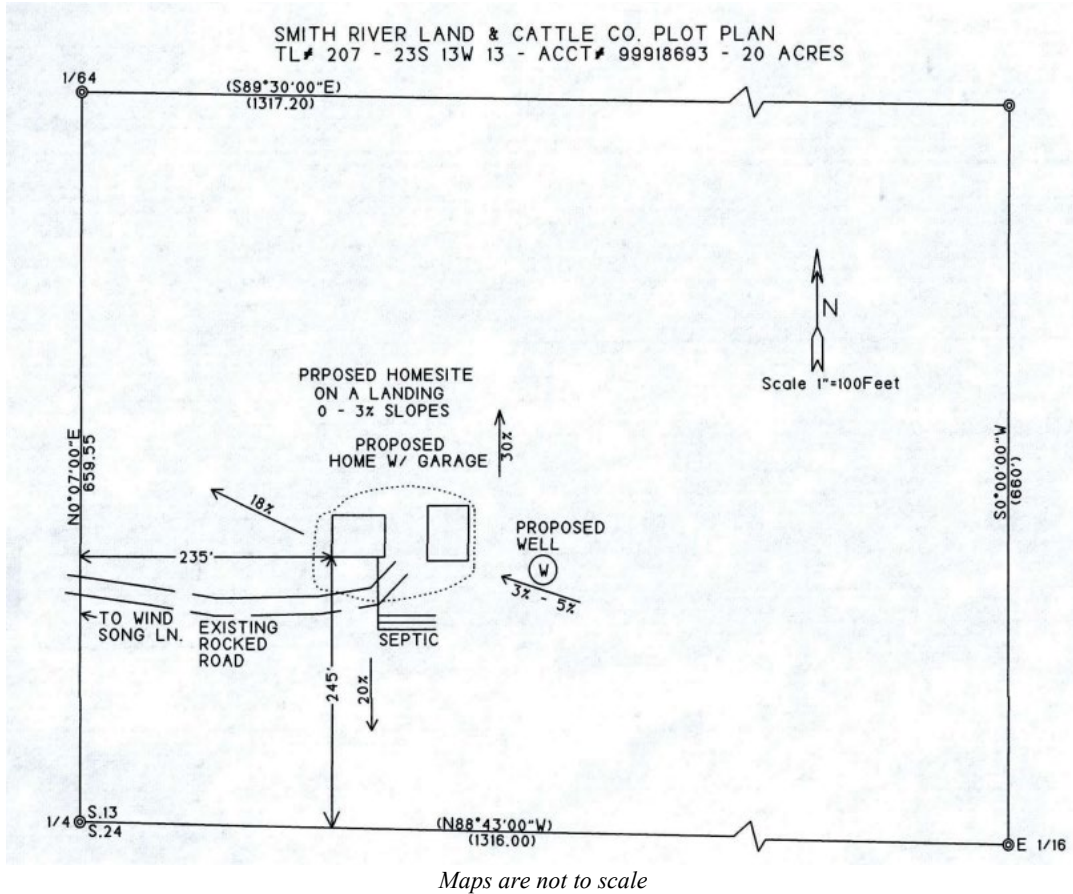 SMITH RIVER LAND & CATTLE CO. PLOT PLAN
TL# 207 - 23S 13W 13 - ACCT# 99918693 - 20 ACRES
1/64
(S89°30'00"E)
(1317.20)
N
Scale 1"=100Feet
PRPOSED HOMESITE
ON A LANDING
0 - 3% SLOPES
PROPOSED
HOME W/ GARAGE
30%
N0°07'00"E
659.55
S0°00'00"W
(660.')
18%
PROPOSED
WELL
W
235'
3% - 5%
TO WIND
SONG LN.
EXISTING
ROCKED
ROAD
SEPTIC
245'
20%
1/4
S.13
S.24
(N88°43'00"W)
(1316.00)
E 1/16
Maps are not to scale